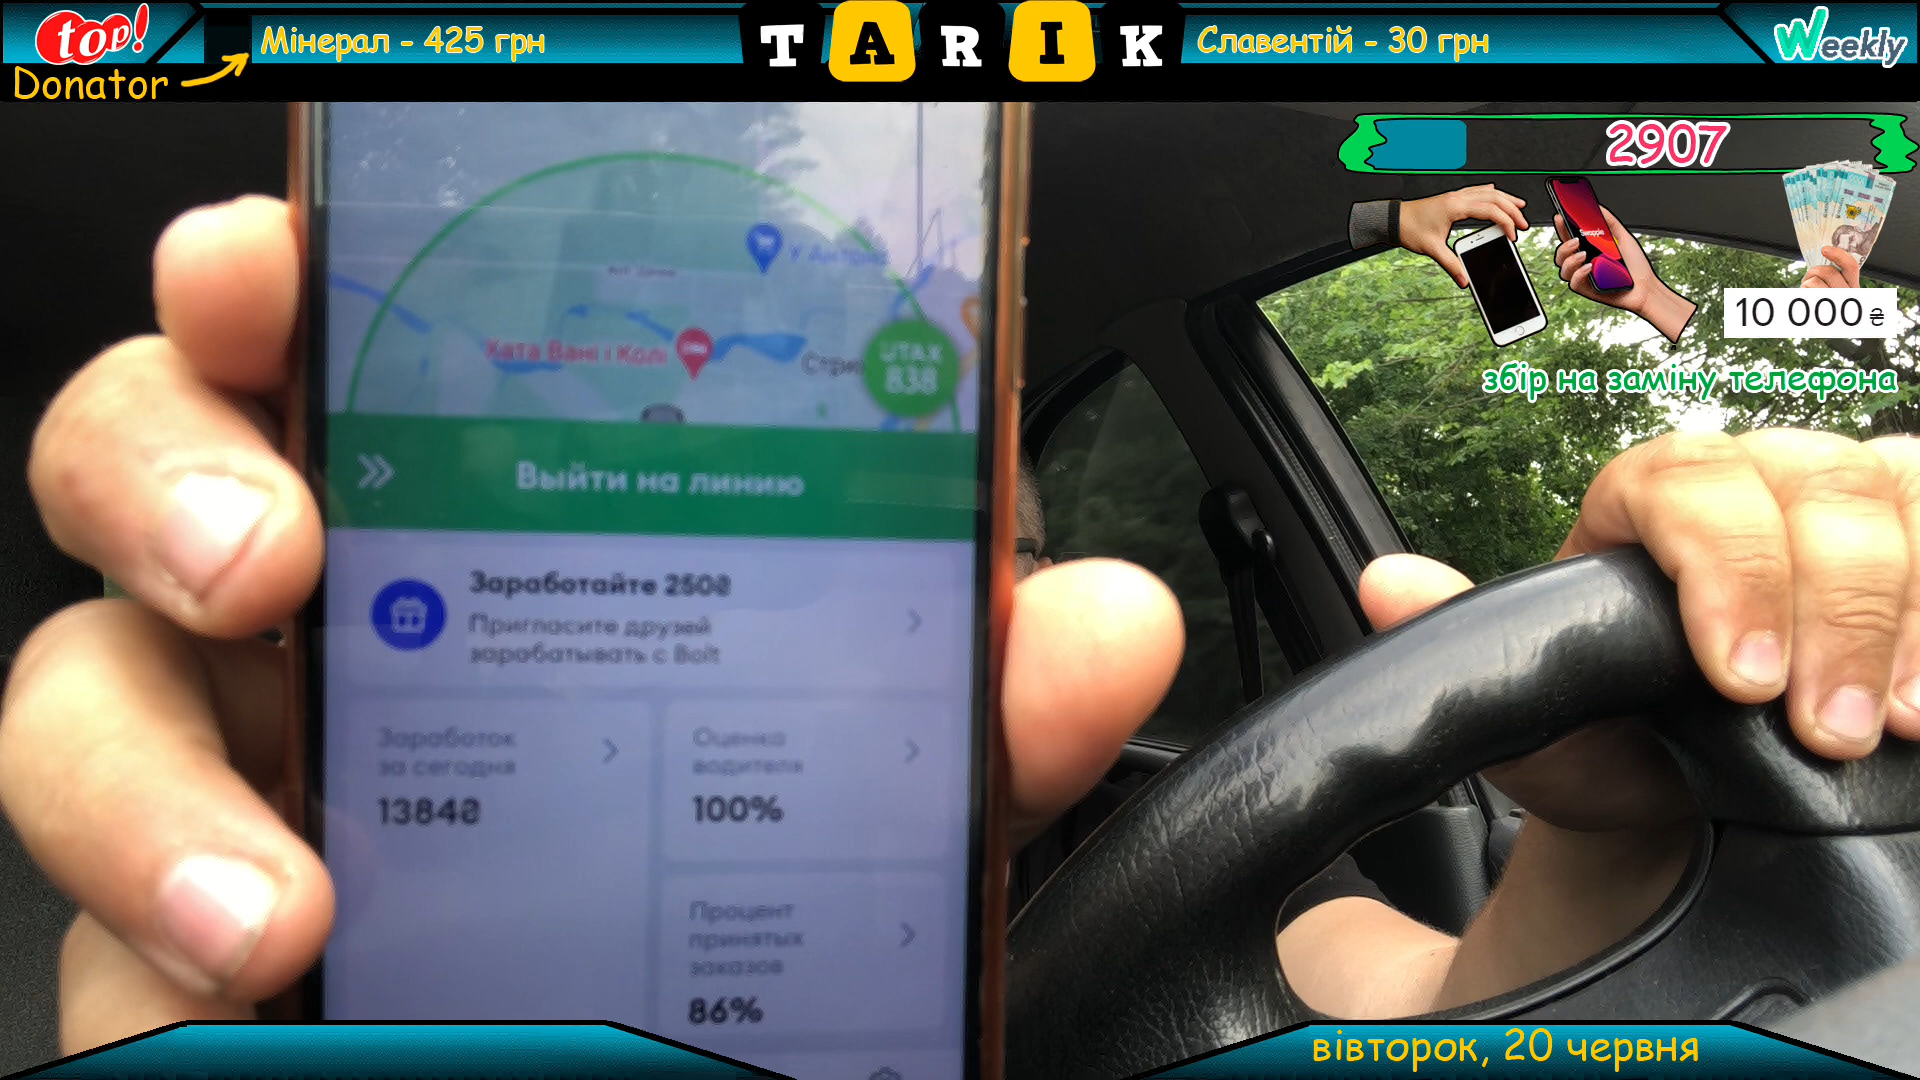 top!
Donator
Мінерал - 425 грн
TARIK
Славентій - 30 грн
Weekly
2907
10 000 ₴
збір на заміну телефона
У Антона
Хата Вані і Колі
Стри
UTAX
838
Выйти на линию
Заработайте 250₴
Пригласите друзей
зарабатывать с Bolt
Заработок
за сегодня
1384₴
Оценка
водителя
100%
Процент
принятых
заказов
86%
вівторок, 20 червня